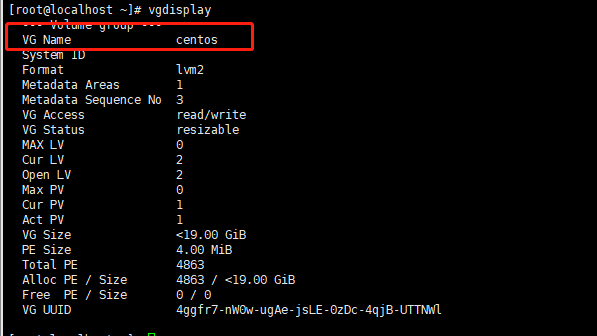 [root@localhost ~]# vgdisplay
--- Volume group ---
VG Name centos
System ID
Format lvm2
Metadata Areas 1
Metadata Sequence No 3
VG Access read/write
VG Status resizable
MAX LV 0
Cur LV 2
Open LV 2
Max PV 0
Cur PV 1
Act PV 1
VG Size <19.00 GiB
PE Size 4.00 MiB
Total PE 4863
Alloc PE / Size 4863 / <19.00 GiB
Free PE / Size 0 / 0
VG UUID 4ggfr7-nW0w-ugAe-jsLE-0zDc-4qjB-UTTNWl